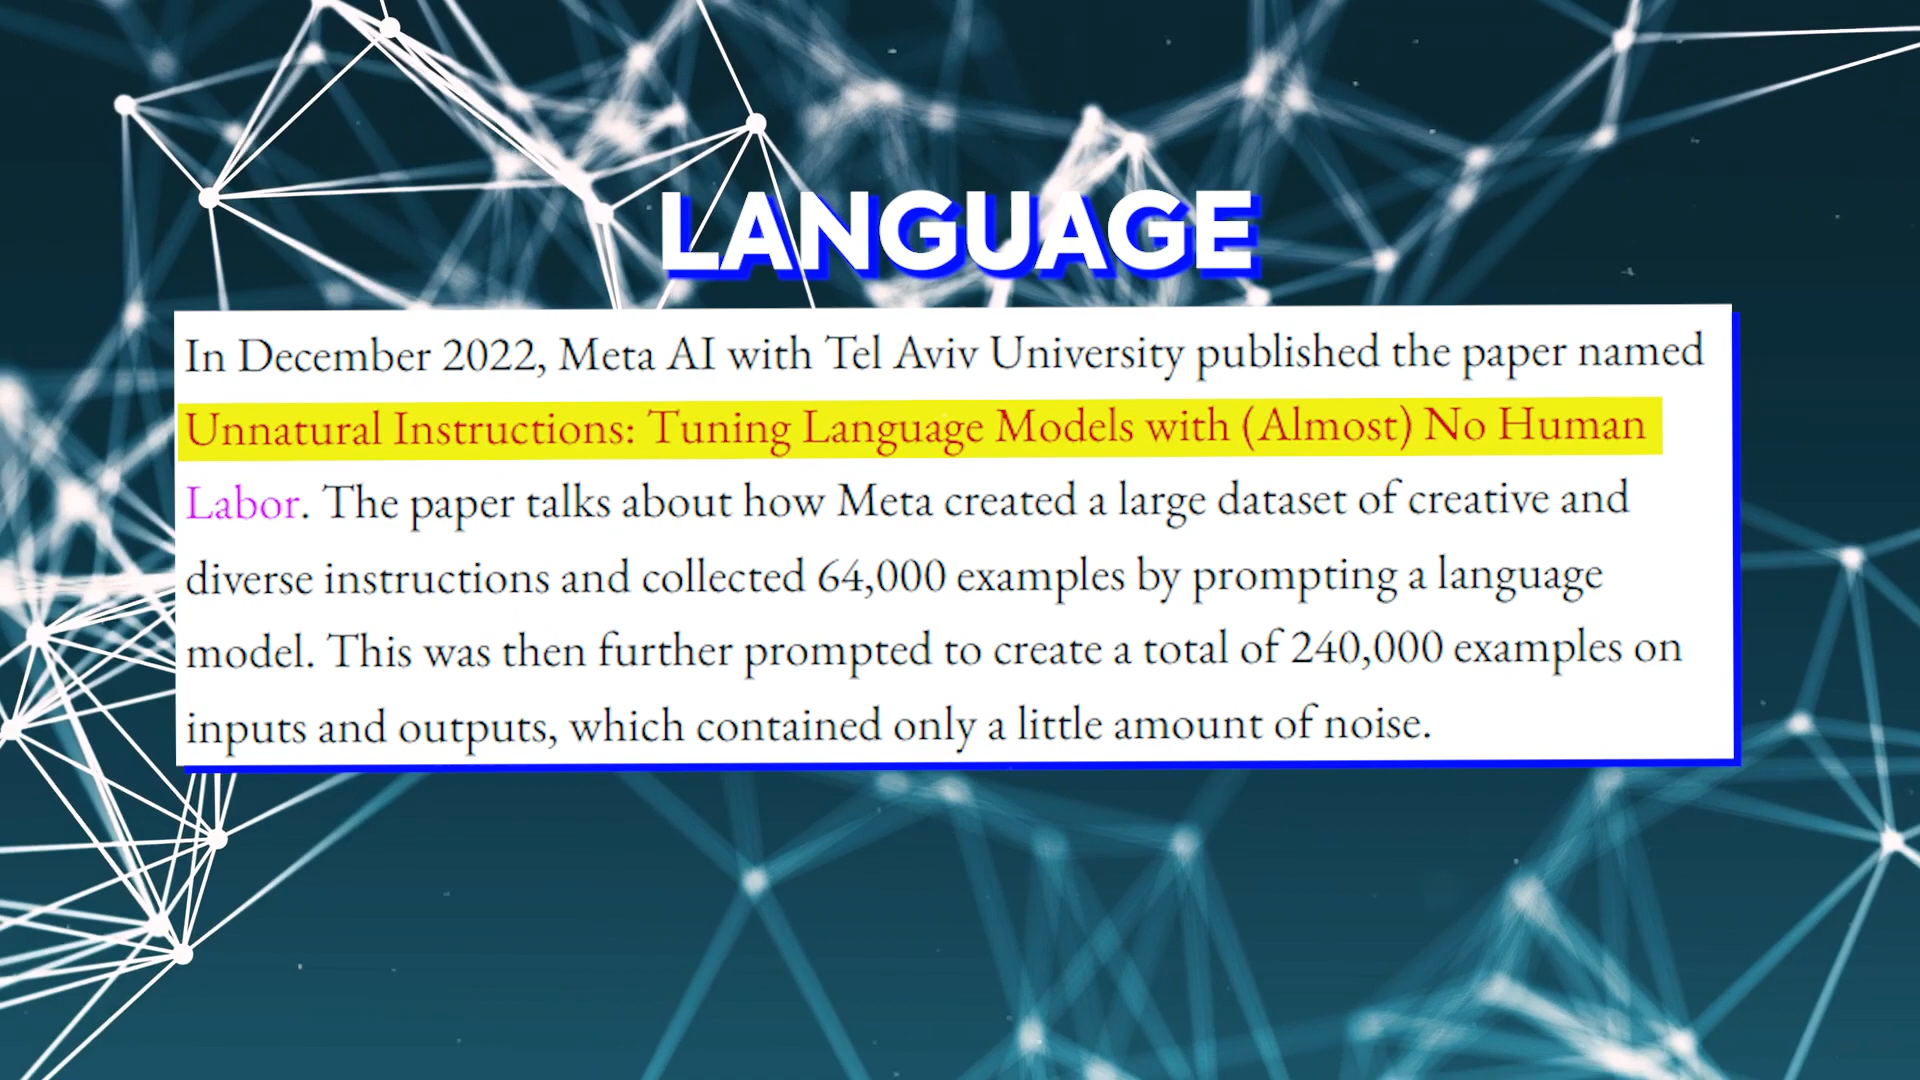 LANGUAGE
In December 2022, Meta AI with Tel Aviv University published the paper named
Unnatural Instructions: Tuning Language Models with (Almost) No Human
Labor. The paper talks about how Meta created a large dataset of creative and
diverse instructions and collected 64,000 examples by prompting a language
model. This was then further prompted to create a total of 240,000 examples on
inputs and outputs, which contained only a little amount of noise.